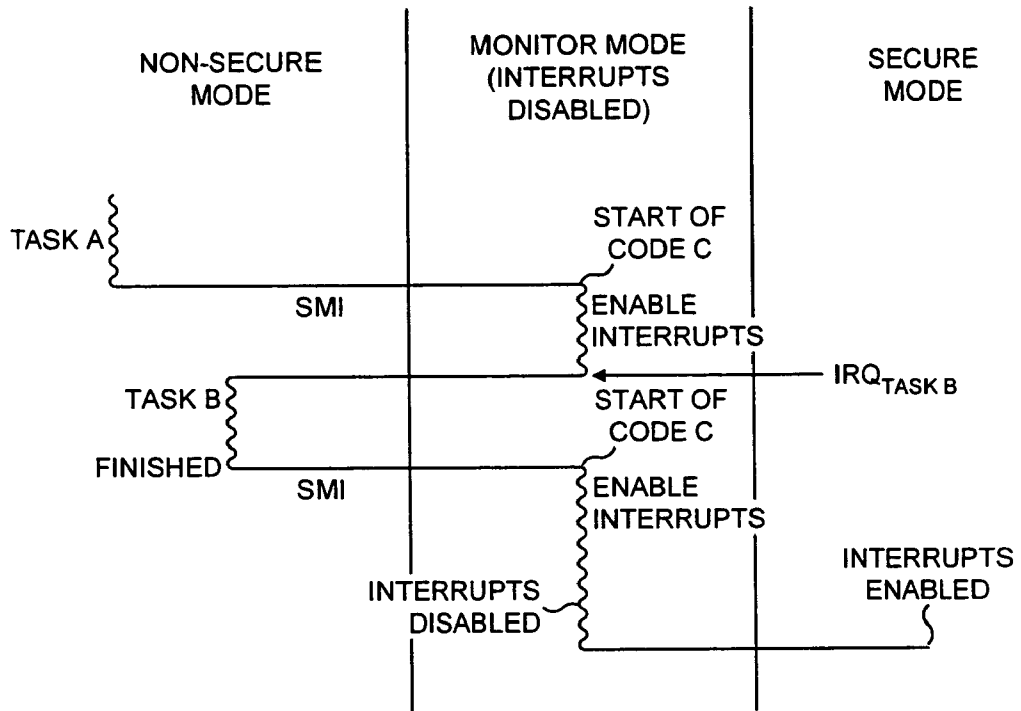 NON-SECURE
MODE
MONITOR MODE
(INTERRUPTS
DISABLED)
SECURE
MODE
TASK A
START OF
CODE C
SMI
ENABLE
INTERRUPTS
IRQTASK B
TASK B
START OF
CODE C
FINISHED
SMI
ENABLE
INTERRUPTS
INTERRUPTS
DISABLED
INTERRUPTS
ENABLED